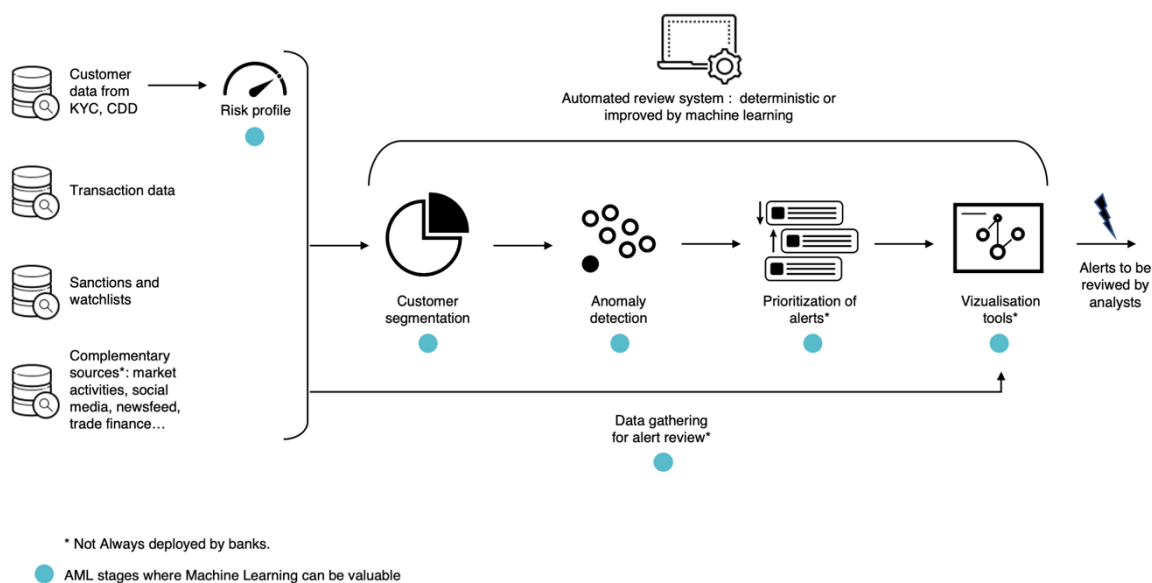 Customer
data from
KYC, CDD
Risk profile
Transaction data
Sanctions and
watchlists
Complementary
sources*: market
activities, social
media, newsfeed,
trade finance…
Automated review system : deterministic or
improved by machine learning
Customer
segmentation
Anomaly
detection
Prioritization of
alerts*
Vizualisation
tools*
Alerts to be
reviwed by
analysts
Data gathering
for alert review*
* Not Always deployed by banks.
AML stages where Machine Learning can be valuable